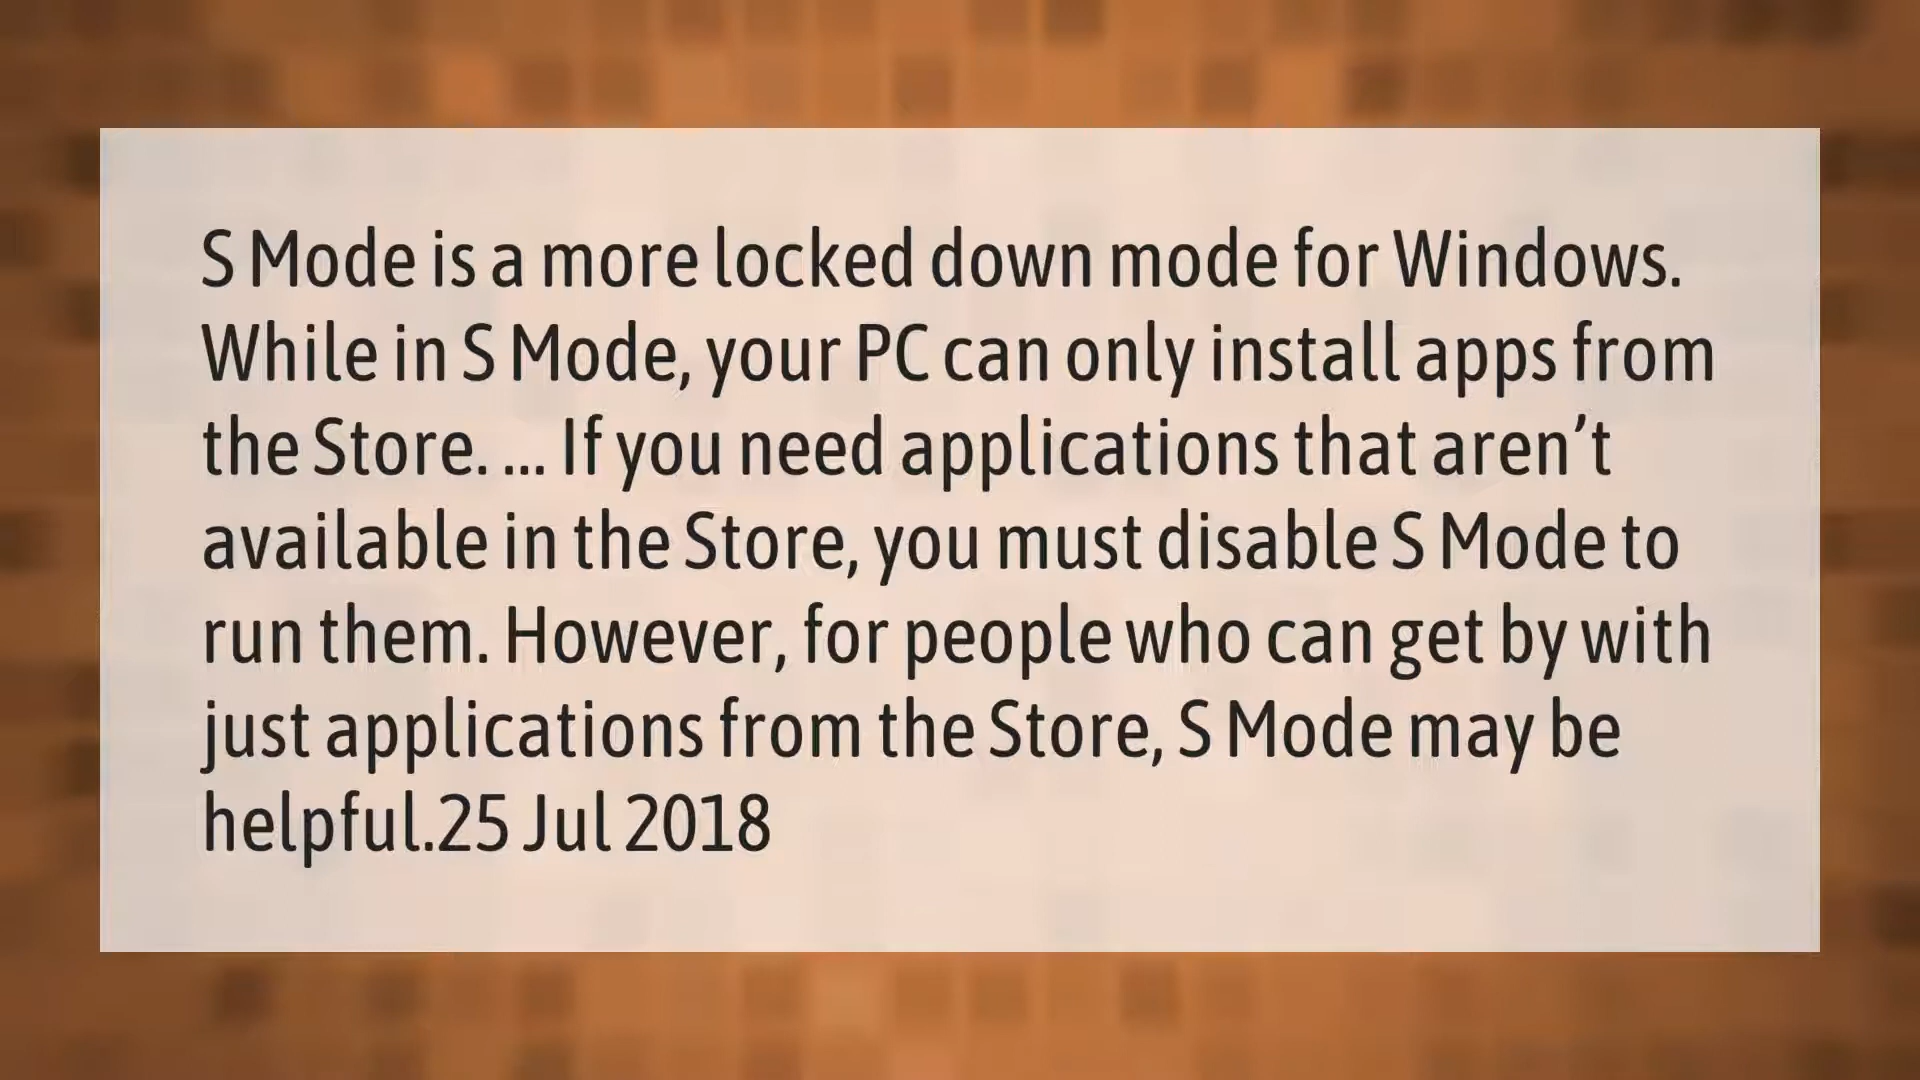 S Mode is a more locked down mode for Windows.
While in S Mode, your PC can only install apps from
the Store. ... If you need applications that aren’t
available in the Store, you must disable S Mode to
run them. However, for people who can get by with
just applications from the Store, S Mode may be
helpful.25 Jul 2018